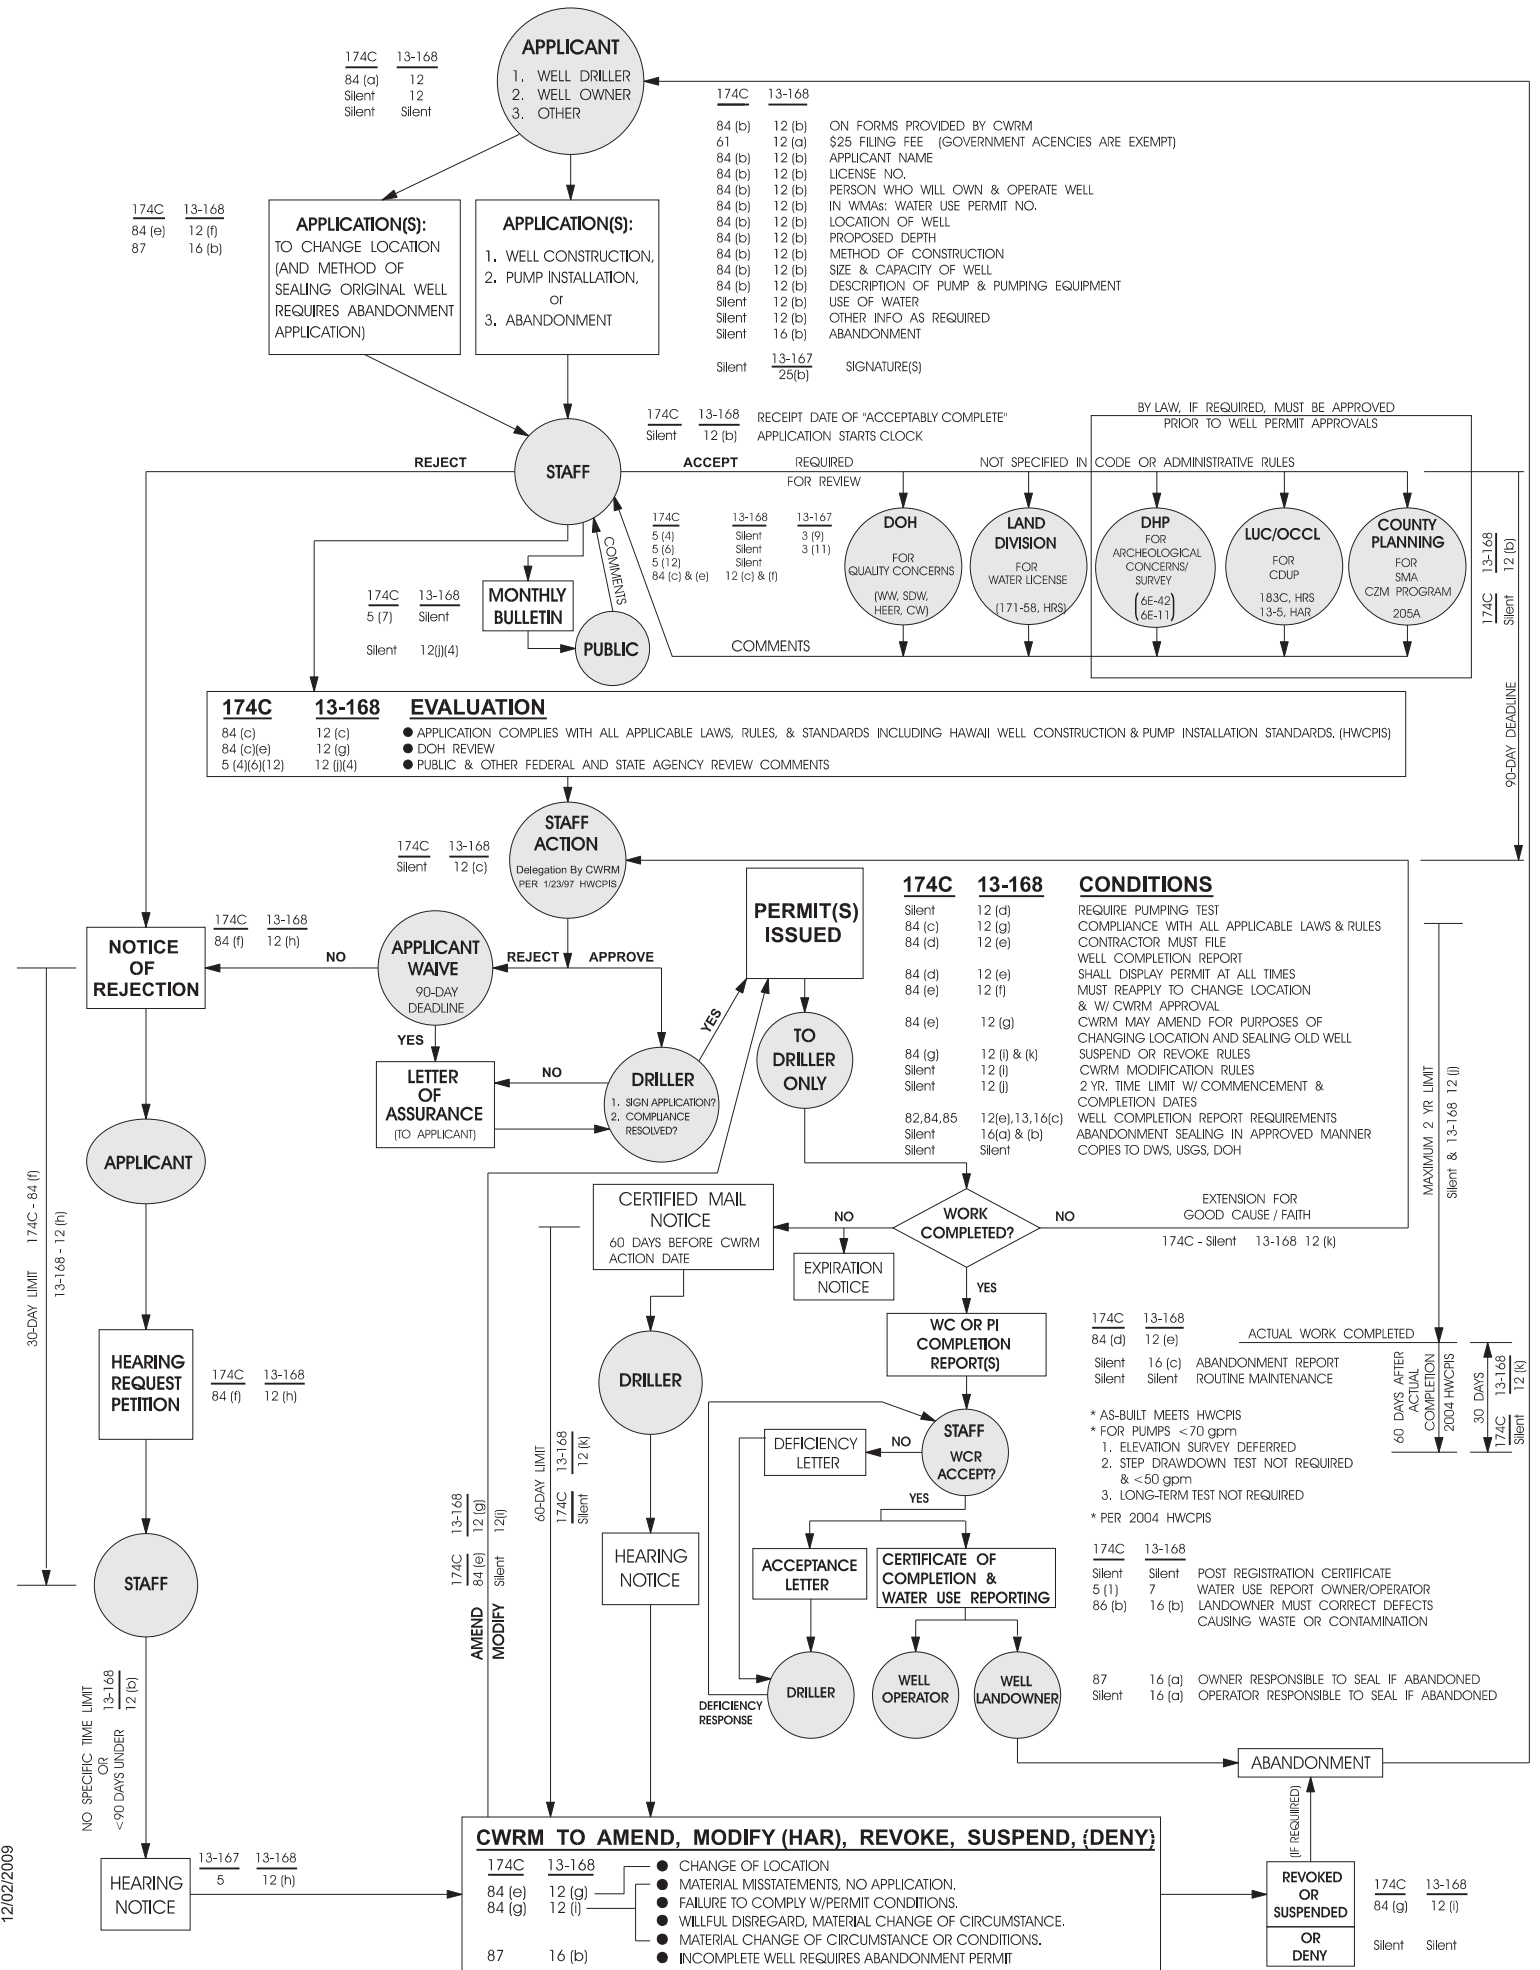 APPLICANT
1. WELL DRILLER
2. WELL OWNER
3. OTHER
174C 13-168
84 (a) 12
Silent 12
Silent Silent
174C 13-168
84 (b) 12 (b) ON FORMS PROVIDED BY CWRM
61 12 (a) $25 FILING FEE (GOVERNMENT ACENCIES ARE EXEMPT)
84 (b) 12 (b) APPLICANT NAME
84 (b) 12 (b) LICENSE NO.
84 (b) 12 (b) PERSON WHO WILL OWN & OPERATE WELL
84 (b) 12 (b) IN WMAs: WATER USE PERMIT NO.
84 (b) 12 (b) LOCATION OF WELL
84 (b) 12 (b) PROPOSED DEPTH
84 (b) 12 (b) METHOD OF CONSTRUCTION
84 (b) 12 (b) SIZE & CAPACITY OF WELL
84 (b) 12 (b) DESCRIPTION OF PUMP & PUMPING EQUIPMENT
Silent 12 (b) USE OF WATER
Silent 12 (b) OTHER INFO AS REQUIRED
Silent 16 (b) ABANDONMENT
13-167
Silent 25(b) SIGNATURE(S)
174C 13-168
84 (e) 12 (f)
87 16 (b)
APPLICATION(S):
TO CHANGE LOCATION
(AND METHOD OF
SEALING ORIGINAL WELL
REQUIRES ABANDONMENT
APPLICATION)
APPLICATION(S):
1. WELL CONSTRUCTION,
2. PUMP INSTALLATION,
or
3. ABANDONMENT
174C 13-168 RECEIPT DATE OF "ACCEPTABLY COMPLETE"
Silent 12 (b) APPLICATION STARTS CLOCK
BY LAW, IF REQUIRED, MUST BE APPROVED
PRIOR TO WELL PERMIT APPROVALS
REJECT
STAFF
ACCEPT
REQUIRED
FOR REVIEW
NOT SPECIFIED IN CODE OR ADMINISTRATIVE RULES
174C 13-168 13-167
5 (4) Silent 3 (9)
5 (6) Silent 3 (11)
5 (12) Silent
84 (c) & (e) 12 (c) & (f)
DOH
FOR
QUALITY CONCERNS
(WW, SDW,
HEER, CW)
LAND
DIVISION
FOR
WATER LICENSE
(171-58, HRS)
DHP
FOR
ARCHEOLOGICAL
CONCERNS/
SURVEY
(6E-42)
(6E-11)
LUC/OCCL
FOR
CDUP
183C, HRS
13-5, HAR
COUNTY
PLANNING
FOR
SMA
CZM PROGRAM
205A
174C 13-168
Silent 12 (b)
90-DAY DEADLINE
COMMENTS
MONTHLY
BULLETIN
PUBLIC
COMMENTS
174C 13-168
5 (7) Silent
Silent 12(j)(4)
174C 13-168 EVALUATION
84 (c) 12 (c) ● APPLICATION COMPLIES WITH ALL APPLICABLE LAWS, RULES, & STANDARDS INCLUDING HAWAII WELL CONSTRUCTION & PUMP INSTALLATION STANDARDS. (HWCPIS)
84 (c)(e) 12 (g) ● DOH REVIEW
5 (4)(6)(12) 12 (j)(4) ● PUBLIC & OTHER FEDERAL AND STATE AGENCY REVIEW COMMENTS
174C 13-168
Silent 12 (c)
STAFF
ACTION
Delegation By CWRM
PER 1/23/97 HWCPIS
174C 13-168
84 (f) 12 (h)
NOTICE
OF
REJECTION
NO
APPLICANT
WAIVE
90-DAY
DEADLINE
REJECT
APPROVE
YES
LETTER
OF
ASSURANCE
(TO APPLICANT)
NO
DRILLER
1. SIGN APPLICATION?
2. COMPLIANCE
RESOLVED?
YES
PERMIT(S)
ISSUED
TO
DRILLER
ONLY
174C 13-168 CONDITIONS
Silent 12 (d) REQUIRE PUMPING TEST
84 (c) 12 (g) COMPLIANCE WITH ALL APPLICABLE LAWS & RULES
84 (d) 12 (e) CONTRACTOR MUST FILE
WELL COMPLETION REPORT
84 (d) 12 (e) SHALL DISPLAY PERMIT AT ALL TIMES
84 (e) 12 (f) MUST REAPPLY TO CHANGE LOCATION
& W/ CWRM APPROVAL
84 (e) 12 (g) CWRM MAY AMEND FOR PURPOSES OF
CHANGING LOCATION AND SEALING OLD WELL
84 (g) 12 (i) & (k) SUSPEND OR REVOKE RULES
Silent 12 (i) CWRM MODIFICATION RULES
Silent 12 (j) 2 YR. TIME LIMIT W/ COMMENCEMENT &
COMPLETION DATES
82,84,85 12(e),13,16(c) WELL COMPLETION REPORT REQUIREMENTS
Silent 16(a) & (b) ABANDONMENT SEALING IN APPROVED MANNER
Silent Silent COPIES TO DWS, USGS, DOH
MAXIMUM 2 YR LIMIT
Silent & 13-168 12 (j)
30-DAY LIMIT 174C - 84 (f)
13-168 - 12 (h)
APPLICANT
CERTIFIED MAIL
NOTICE
60 DAYS BEFORE CWRM
ACTION DATE
NO
WORK
COMPLETED?
NO
EXTENSION FOR
GOOD CAUSE / FAITH
174C - Silent 13-168 12 (k)
EXPIRATION
NOTICE
YES
WC OR PI
COMPLETION
REPORT(S)
174C 13-168
84 (d) 12 (e)
ACTUAL WORK COMPLETED
Silent 16 (c) ABANDONMENT REPORT
Silent Silent ROUTINE MAINTENANCE
60 DAYS AFTER
ACTUAL
COMPLETION
2004 HWCPIS
30 DAYS
174C 13-168
Silent 12 (k)
* AS-BUILT MEETS HWCPIS
* FOR PUMPS <70 gpm
1. ELEVATION SURVEY DEFERRED
2. STEP DRAWDOWN TEST NOT REQUIRED
& <50 gpm
3. LONG-TERM TEST NOT REQUIRED
* PER 2004 HWCPIS
HEARING
REQUEST
PETITION
174C 13-168
84 (f) 12 (h)
DRILLER
60-DAY LIMIT
174C 13-168
Silent 12 (k)
DEFICIENCY
LETTER
NO
STAFF
WCR
ACCEPT?
YES
STAFF
174C 13-168
84 (e) 12 (g)
Silent 12(i)
AMEND
MODIFY
HEARING
NOTICE
ACCEPTANCE
LETTER
CERTIFICATE OF
COMPLETION &
WATER USE REPORTING
174C 13-168
Silent Silent POST REGISTRATION CERTIFICATE
5 (1) 7 WATER USE REPORT OWNER/OPERATOR
86 (b) 16 (b) LANDOWNER MUST CORRECT DEFECTS
CAUSING WASTE OR CONTAMINATION
DEFICIENCY
RESPONSE
DRILLER
WELL
OPERATOR
WELL
LANDOWNER
87 16 (a) OWNER RESPONSIBLE TO SEAL IF ABANDONED
Silent 16 (a) OPERATOR RESPONSIBLE TO SEAL IF ABANDONED
NO SPECIFIC TIME LIMIT
OR
<90 DAYS UNDER
13-168
12 (b)
ABANDONMENT
(IF REQUIIRED)
12/02/2009
HEARING
NOTICE
13-167 13-168
5 12 (h)
CWRM TO AMEND, MODIFY (HAR), REVOKE, SUSPEND, (DENY)
174C 13-168 ● CHANGE OF LOCATION
84 (e) 12 (g) ● MATERIAL MISSTATEMENTS, NO APPLICATION.
84 (g) 12 (i) ● FAILURE TO COMPLY W/PERMIT CONDITIONS.
● WILLFUL DISREGARD, MATERIAL CHANGE OF CIRCUMSTANCE.
● MATERIAL CHANGE OF CIRCUMSTANCE OR CONDITIONS.
87 16 (b) ● INCOMPLETE WELL REQUIRES ABANDONMENT PERMIT
REVOKED
OR
SUSPENDED
OR
DENY
174C 13-168
84 (g) 12 (i)
Silent Silent